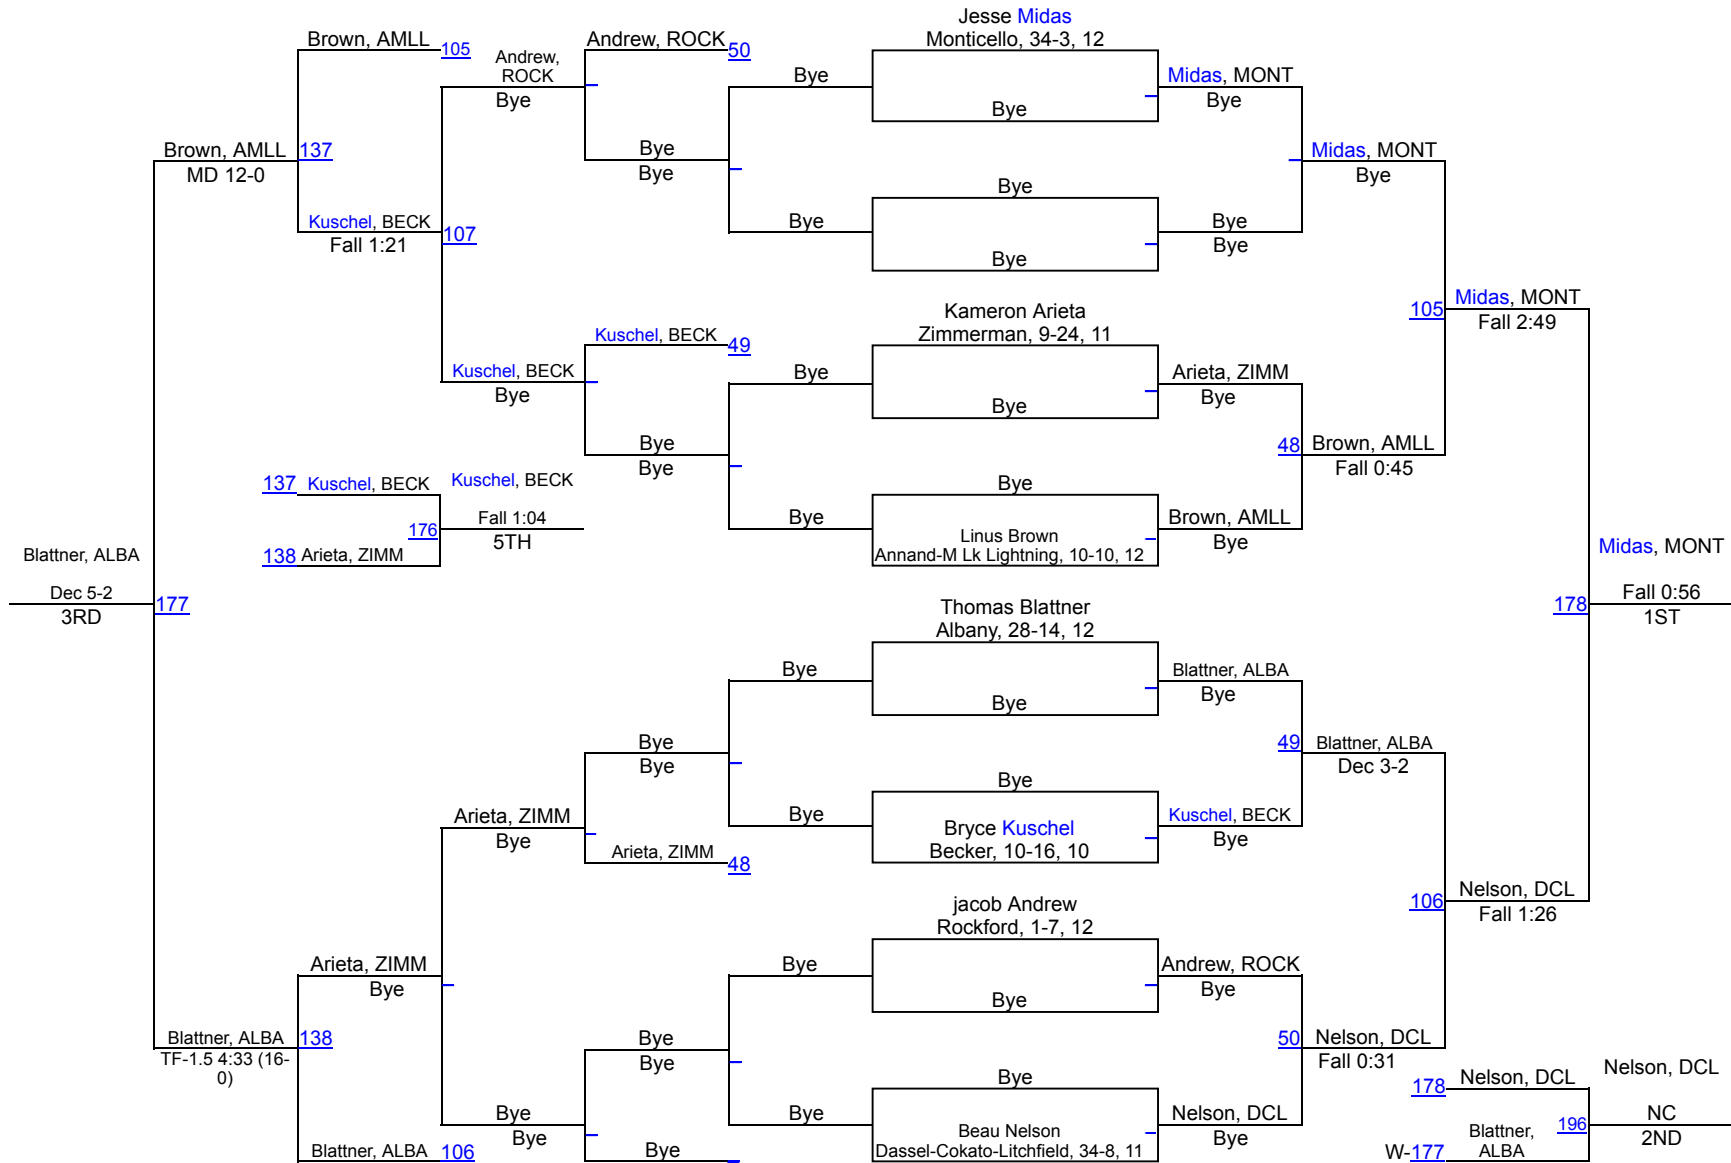 Jesse Midas
Monticello, 34-3, 12
Brown, AMLL
105
Andrew, ROCK
Andrew, ROCK
50
Bye
Bye
Bye
Midas, MONT
Bye
Brown, AMLL
MD 12-0
137
Bye
Bye
Midas, MONT
Bye
Bye
Bye
Bye
Bye
Bye
Bye
Kuschel, BECK
Fall 1:21
107
Kameron Arieta
Zimmerman, 9-24, 11
105
Midas, MONT
Fall 2:49
Kuschel, BECK
49
Kuschel, BECK
Bye
Bye
Bye
Arieta, ZIMM
Bye
Bye
Bye
48
Brown, AMLL
Fall 0:45
137
Kuschel, BECK
Kuschel, BECK
Fall 1:04
5TH
176
138
Arieta, ZIMM
Bye
Bye
Linus Brown
Annand-M Lk Lightning, 10-10, 12
Brown, AMLL
Bye
Blattner, ALBA
Dec 5-2
3RD
177
Midas, MONT
Fall 0:56
1ST
178
Thomas Blattner
Albany, 28-14, 12
Bye
Bye
Blattner, ALBA
Bye
Bye
Bye
49
Blattner, ALBA
Dec 3-2
Arieta, ZIMM
Bye
Arieta, ZIMM
48
Bye
Bye
Bryce Kuschel
Becker, 10-16, 10
Kuschel, BECK
Bye
106
Nelson, DCL
Fall 1:26
jacob Andrew
Rockford, 1-7, 12
Arieta, ZIMM
Bye
Bye
Bye
Andrew, ROCK
Bye
Blattner, ALBA
TF-1.5 4:33 (16-
0)
138
Bye
Bye
50
Nelson, DCL
Fall 0:31
Bye
Bye
Blattner, ALBA
106
Bye
Bye
Bye
Beau Nelson
Dassel-Cokato-Litchfield, 34-8, 11
Nelson, DCL
Bye
178
Nelson, DCL
Nelson, DCL
NC
2ND
196
W-177
Blattner,
ALBA